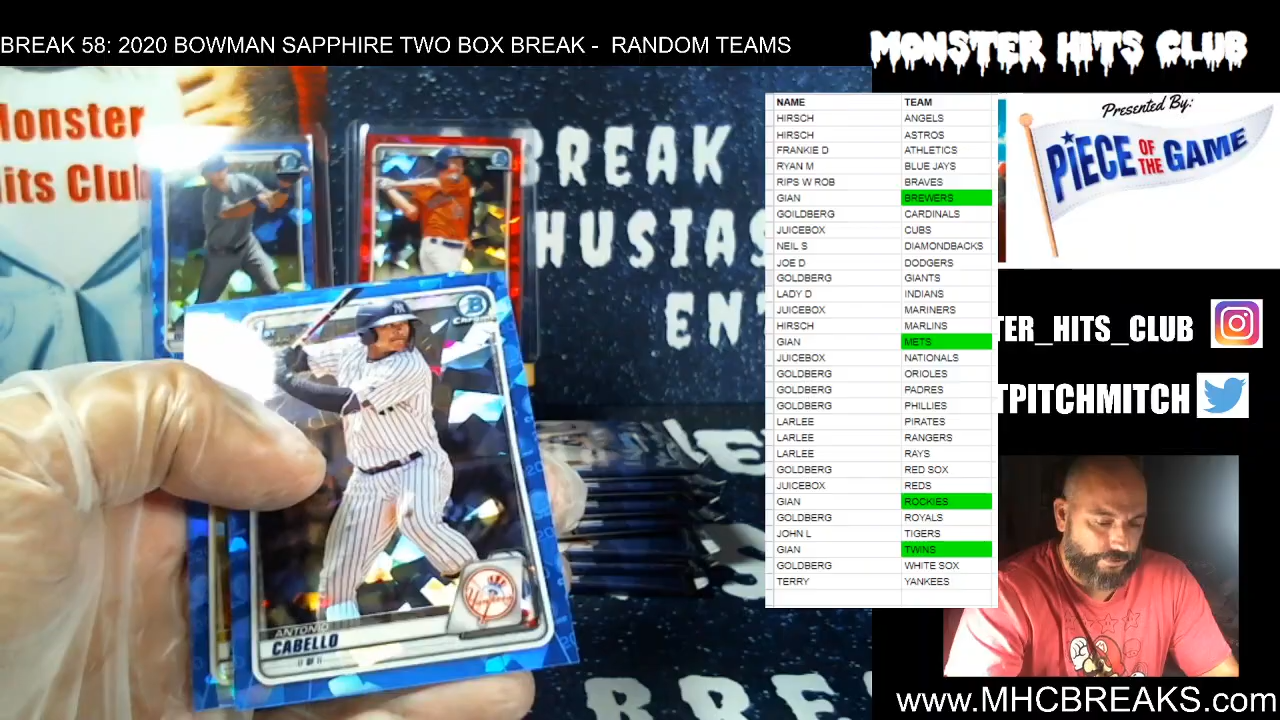 BREAK 58: 2020 BOWMAN SAPPHIRE TWO BOX BREAK - RANDOM TEAMS
MONSTER HITS CLUB
Presented By:
PIECE OF THE GAME
Monster
Hits Club
BREAK
HUSIAS
EN
NAME TEAM
HIRSCH ANGELS
HIRSCH ASTROS
FRANKIE D ATHLETICS
RYAN M BLUE JAYS
RIPS W ROB BRAVES
GIAN BREWERS
GOILDBERG CARDINALS
JUICEBOX CUBS
NEIL S DIAMONDBACKS
JOE D DODGERS
GOLDBERG GIANTS
LADY D INDIANS
JUICEBOX MARINERS
HIRSCH MARLINS
GIAN METS
JUICEBOX NATIONALS
GOLDBERG ORIOLES
GOLDBERG PADRES
GOLDBERG PHILLIES
LARLEE PIRATES
LARLEE RANGERS
LARLEE RAYS
GOLDBERG RED SOX
JUICEBOX REDS
GIAN ROCKIES
GOLDBERG ROYALS
JOHN L TIGERS
GIAN TWINS
GOLDBERG WHITE SOX
TERRY YANKEES
TER_HITS_CLUB
TPITCHMITCH
B
CHROME
1ST
Yankees
ANTONIO
CABELLO
www.MHCBREAKS.com